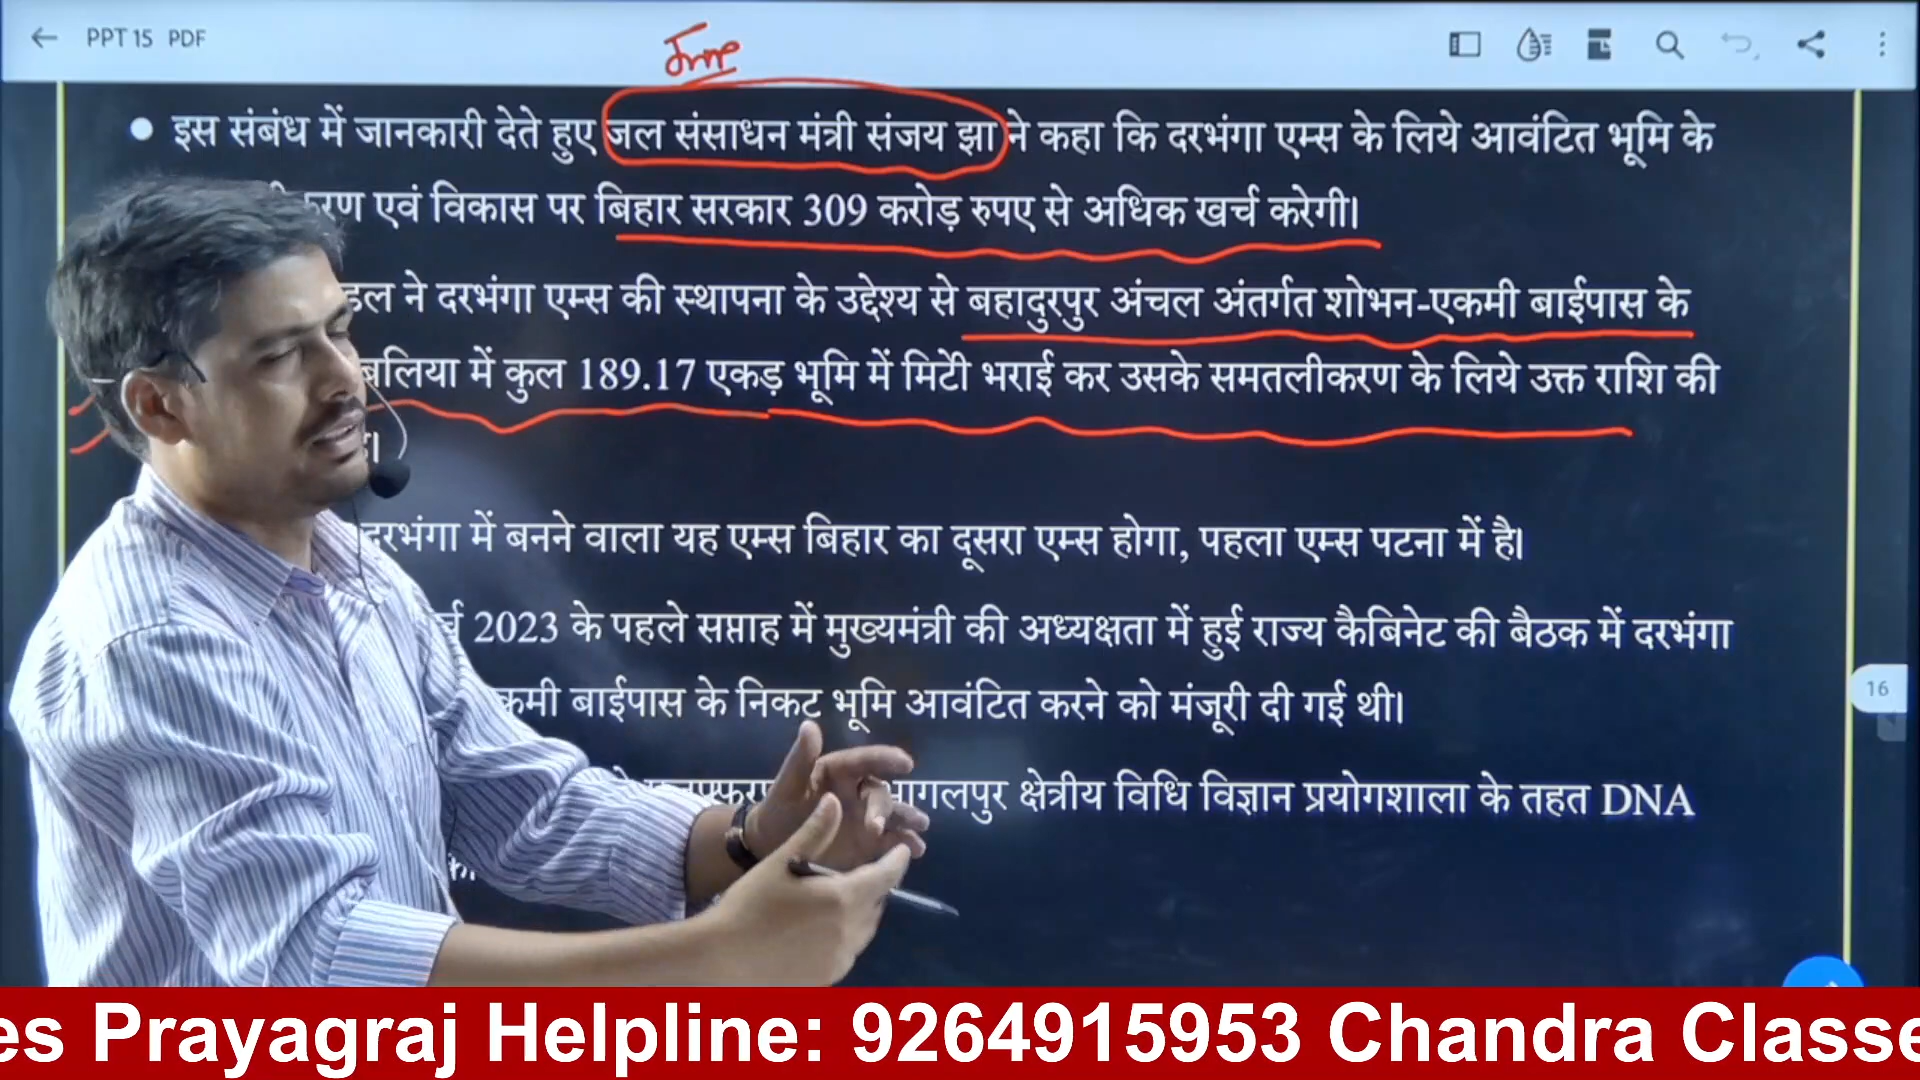 PPT 15 PDF
Imp
इस संबंध में जानकारी देते हुए जल संसाधन मंत्री संजय झा ने कहा कि दरभंगा एम्स के लिये आवंटित भूमि के
एवं विकास पर बिहार सरकार 309 करोड़ रुपए से अधिक खर्च करेगी।
ने दरभंगा एम्स की स्थापना के उद्देश्य से बहादुरपुर अंचल अंतर्गत शोभन-एकमी बाईपास के
बलिया में कुल 189.17 एकड़ भूमि में मिटी भराई कर उसके समतलीकरण के लिये उक्त राशि की
दरभंगा में बनने वाला यह एम्स बिहार का दूसरा एम्स होगा, पहला एम्स पटना में है।
2023 के पहले सप्ताह में मुख्यमंत्री की अध्यक्षता में हुई राज्य कैबिनेट की बैठक में दरभंगा
बाईपास के निकट भूमि आवंटित करने को मंजूरी दी गई थी।
16
भागलपुर क्षेत्रीय विधि विज्ञान प्रयोगशाला के तहत DNA
es Prayagraj Helpline: 9264915953 Chandra Classe